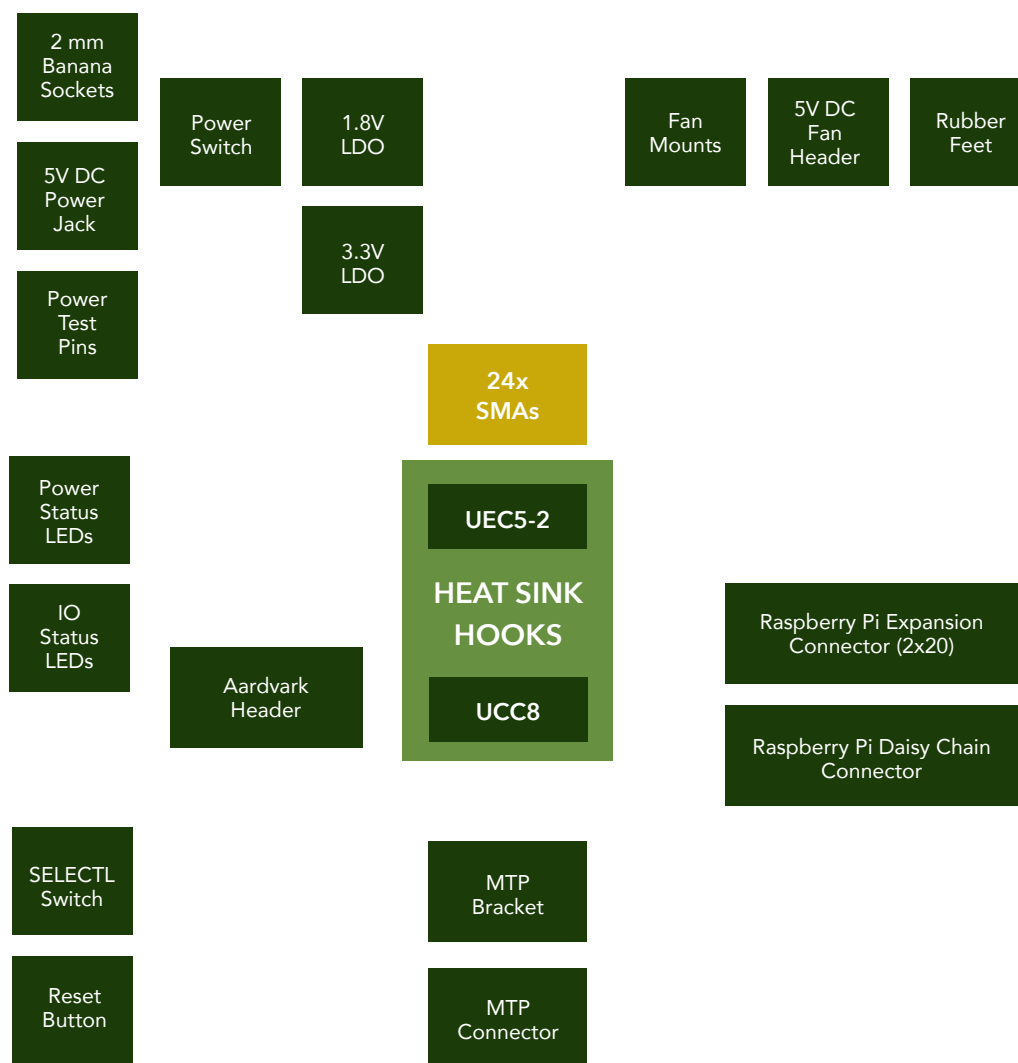 2 mm
Banana
Sockets
Power
Switch
1.8V
LDO
Fan
Mounts
5V DC
Fan
Header
Rubber
Feet
5V DC
Power
Jack
3.3V
LDO
Power
Test
Pins
24x
SMAs
Power
Status
LEDs
UEC5-2
HEAT SINK
HOOKS
IO
Status
LEDs
Raspberry Pi Expansion
Connector (2x20)
Aardvark
Header
UCC8
Raspberry Pi Daisy Chain
Connector
SELECTL
Switch
MTP
Bracket
Reset
Button
MTP
Connector